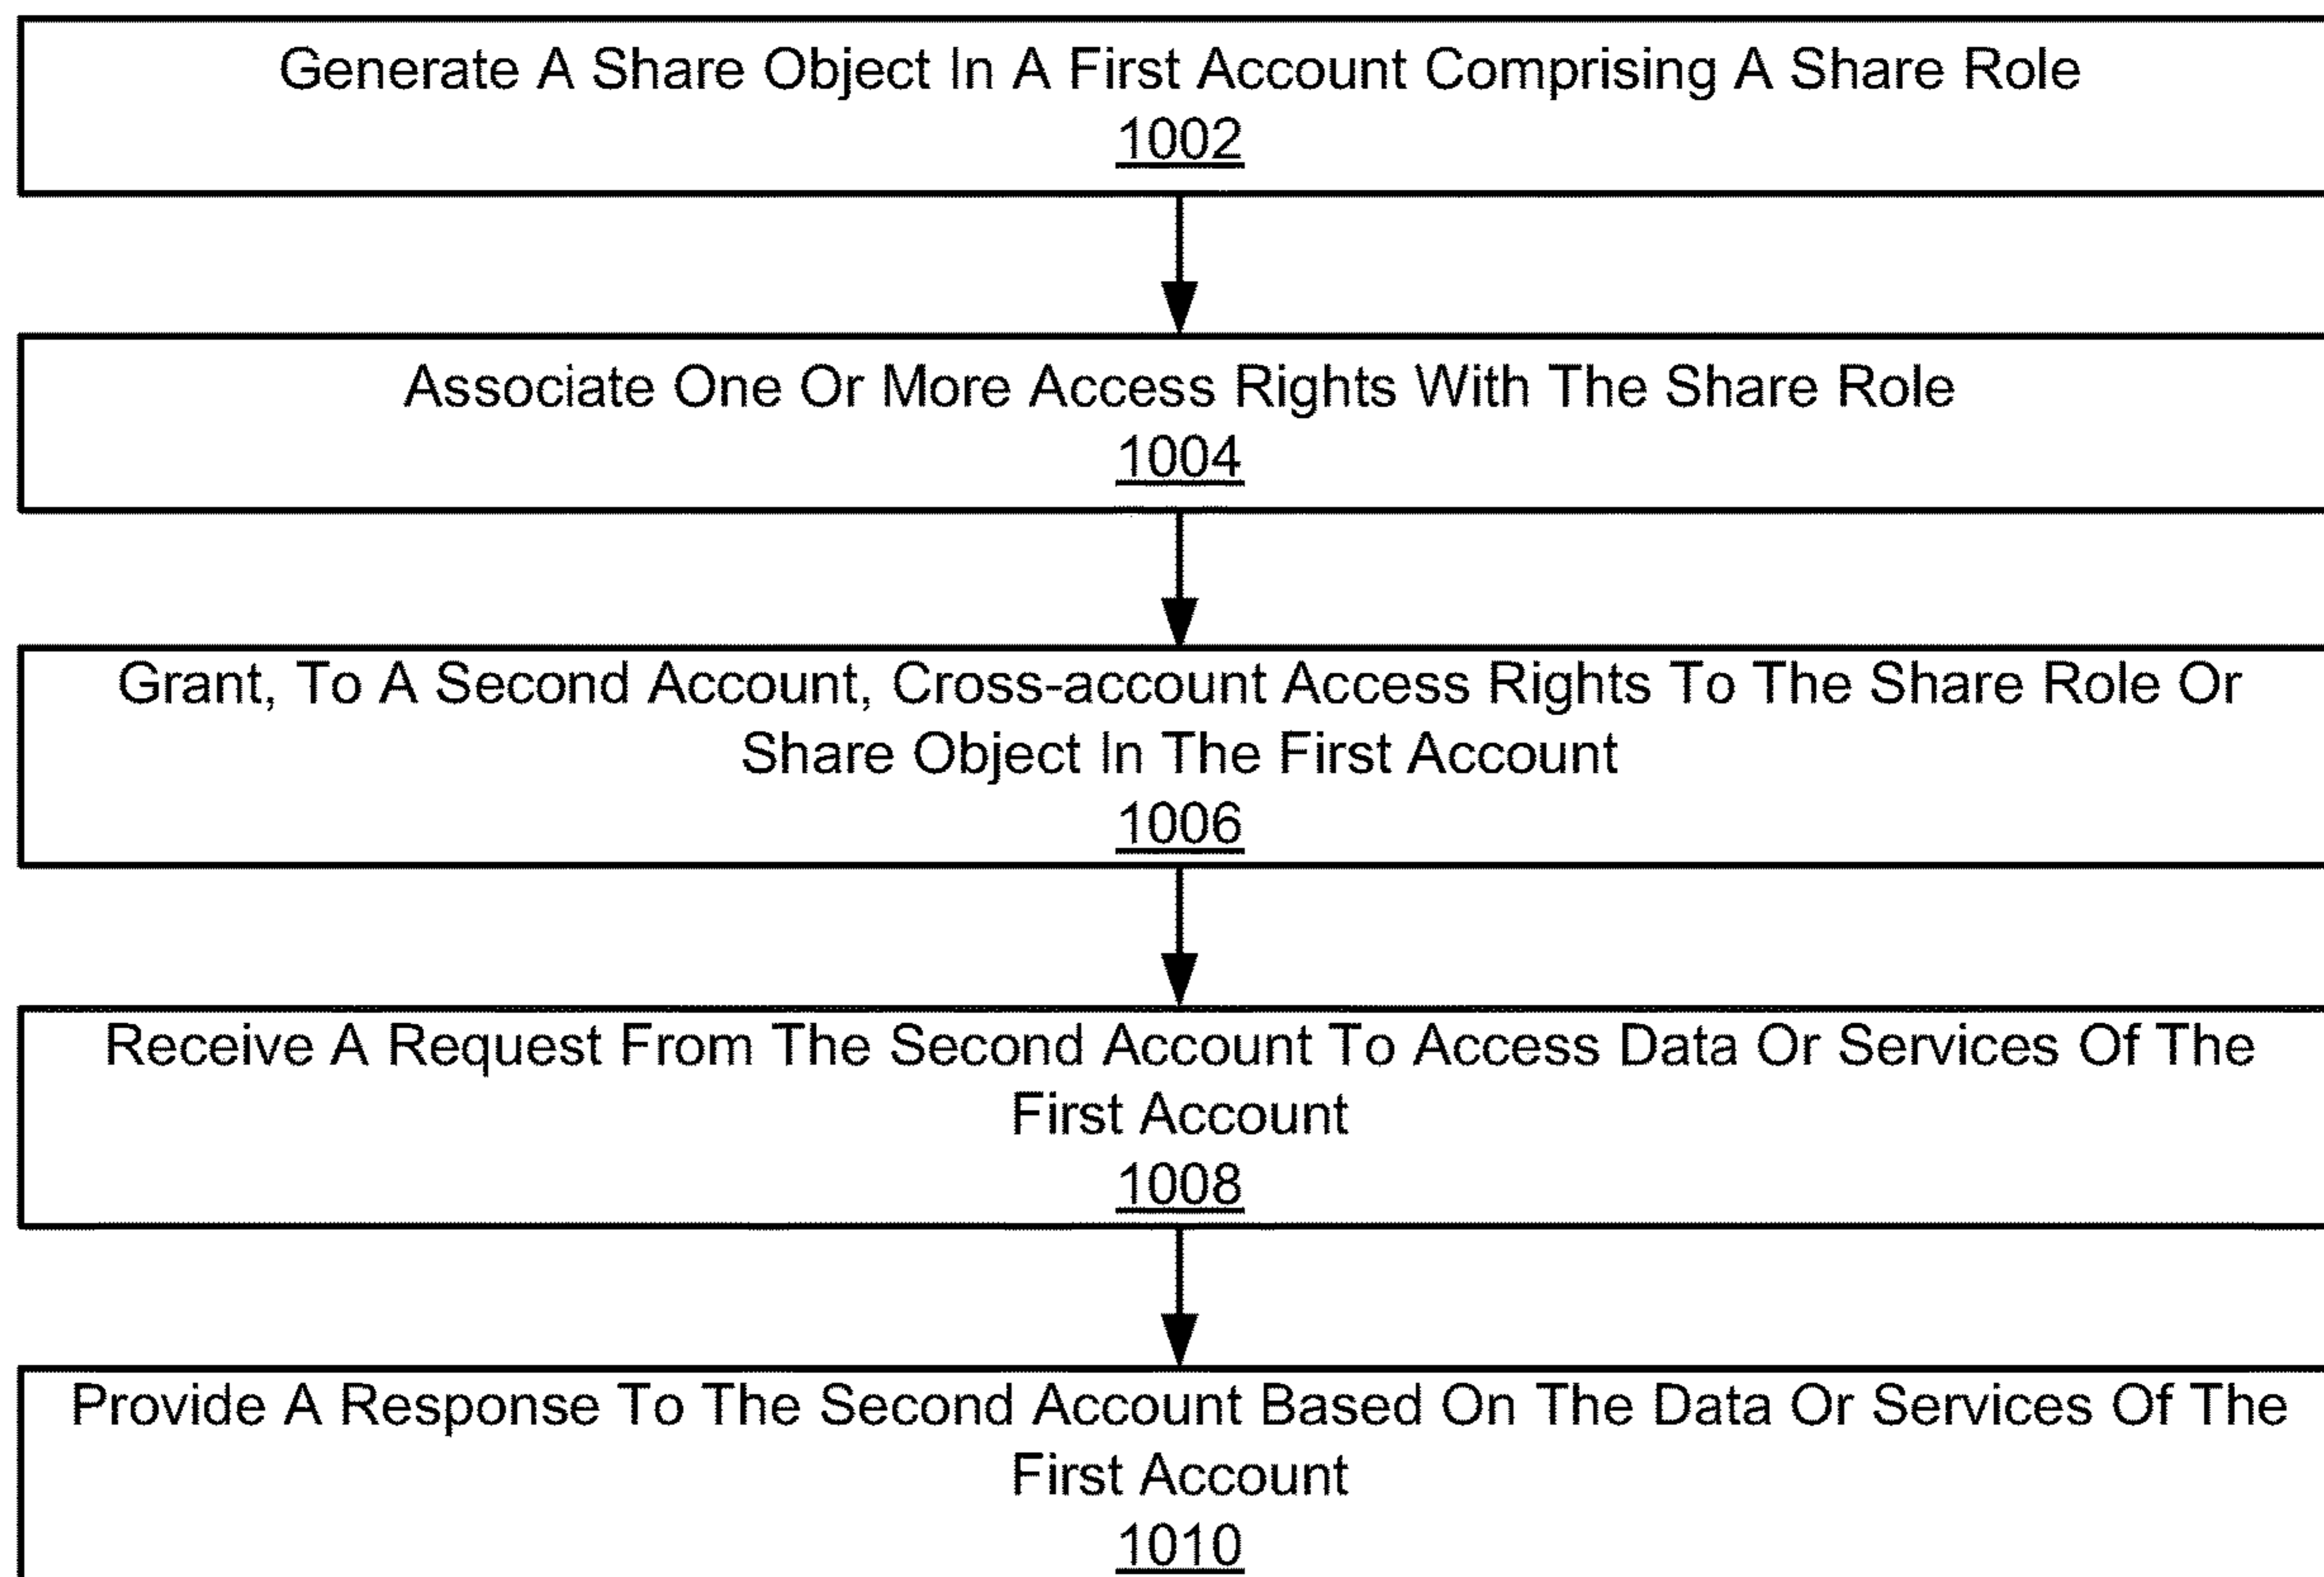 Generate A Share Object In A First Account Comprising A Share Role
1002
Associate One Or More Access Rights With The Share Role
1004
Grant, To A Second Account, Cross-account Access Rights To The Share Role Or
Share Object In The First Account
1006
Receive A Request From The Second Account To Access Data Or Services Of The
First Account
1008
Provide A Response To The Second Account Based On The Data Or Services Of The
First Account
1010